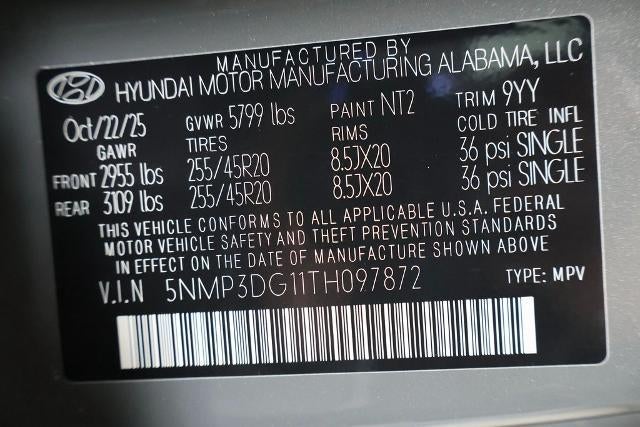 MANUFACTURED BY
HYUNDAI MOTOR MANUFACTURING ALABAMA, LLC
Oct/22/25 GVWR 5799 lbs PAINT NT2 TRIM 9YY
GAWR TIRES RIMS COLD TIRE INFL
FRONT 2955 lbs 255/45R20 8.5JX20 36 psi SINGLE
REAR 3109 lbs 255/45R20 8.5JX20 36 psi SINGLE
THIS VEHICLE CONFORMS TO ALL APPLICABLE U.S.A. FEDERAL
MOTOR VEHICLE SAFETY AND THEFT PREVENTION STANDARDS
IN EFFECT ON THE DATE OF MANUFACTURE SHOWN ABOVE
V.I.N 5NMP3DG11TH097872 TYPE: MPV